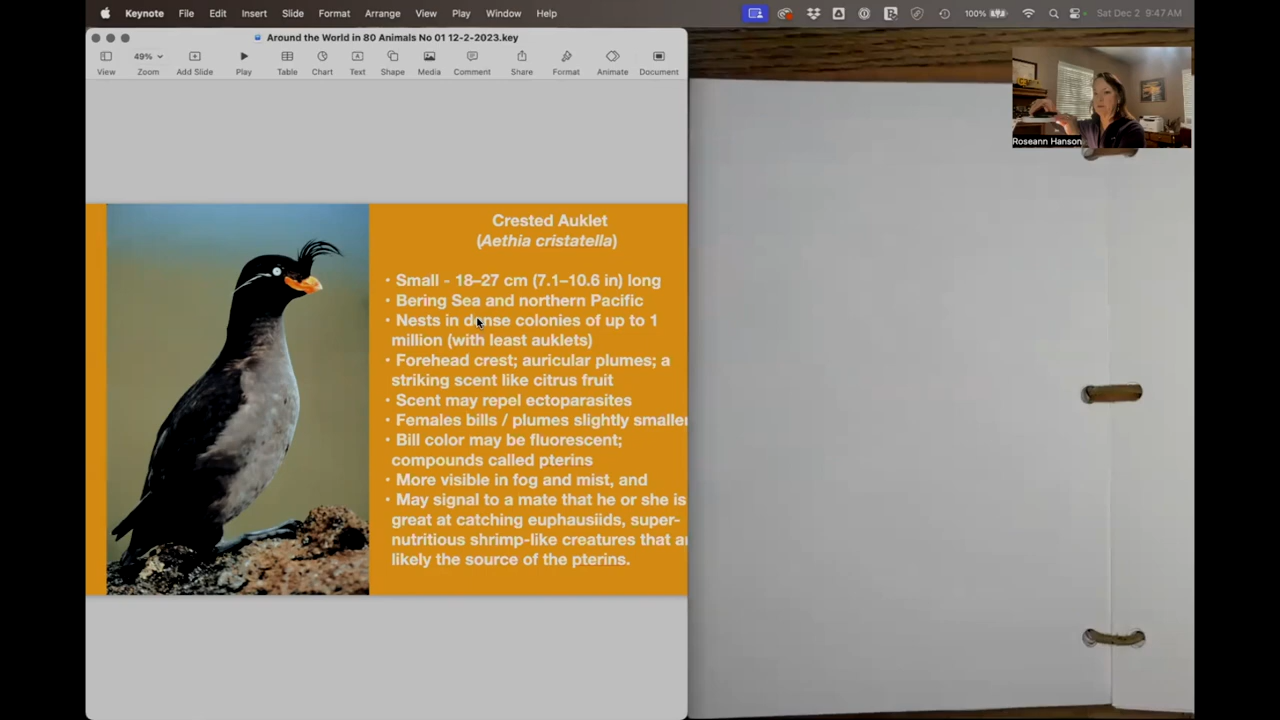 Keynote File Edit Insert Slide Format Arrange View Play Window Help
100%
Sat Dec 2 9:47 AM
Around the World in 80 Animals No 01 12-2-2023.key
49%
View Zoom Add Slide Play Table Chart Text Shape Media Comment Share Format Animate Document
Roseann Hanson
Crested Auklet
(Aethia cristatella)
• Small - 18–27 cm (7.1–10.6 in) long
• Bering Sea and northern Pacific
• Nests in dense colonies of up to 1
million (with least auklets)
• Forehead crest; auricular plumes; a
striking scent like citrus fruit
• Scent may repel ectoparasites
• Females bills / plumes slightly smaller
• Bill color may be fluorescent;
compounds called pterins
• More visible in fog and mist, and
• May signal to a mate that he or she is
great at catching euphausiids, super-
nutritious shrimp-like creatures that
likely the source of the pterins.